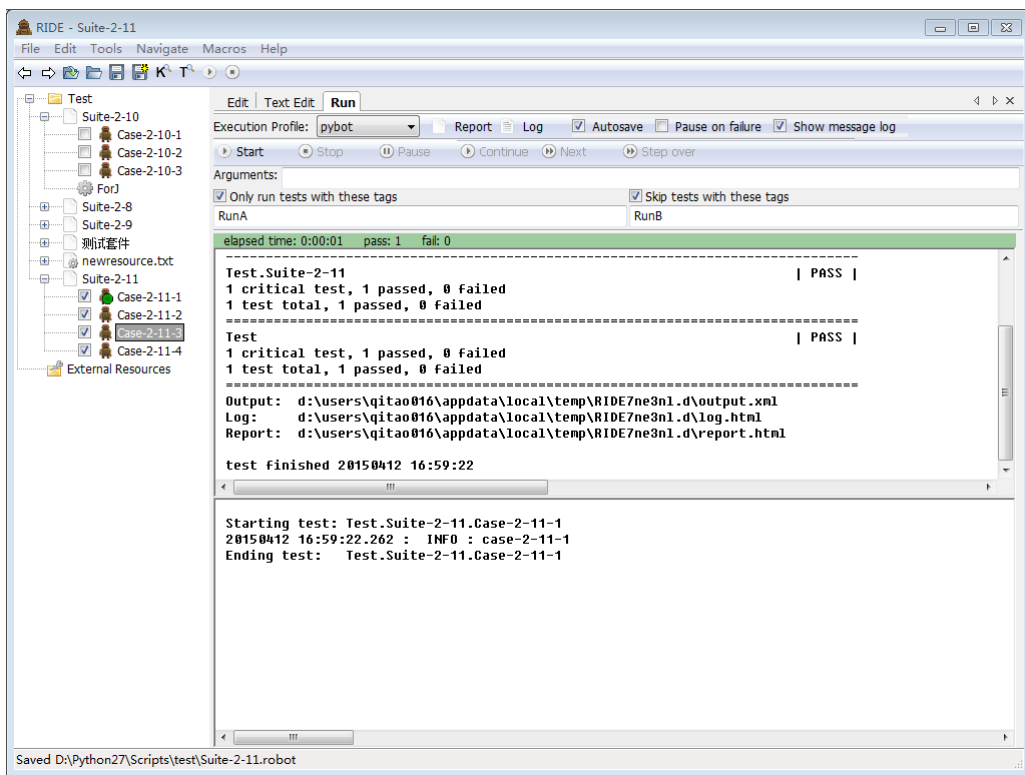 RIDE - Suite-2-11
File Edit Tools Navigate Macros Help
Test
Suite-2-10
Case-2-10-1
Case-2-10-2
Case-2-10-3
ForJ
Suite-2-8
Suite-2-9
测试套件
newresource.txt
Suite-2-11
Case-2-11-1
Case-2-11-2
Case-2-11-3
Case-2-11-4
External Resources
Edit Text Edit Run
Execution Profile: pybot Report Log Autosave Pause on failure Show message log
Start Stop Pause Continue Next Step over
Arguments:
Only run tests with these tags Skip tests with these tags
RunA RunB
elapsed time: 0:00:01 pass: 1 fail: 0
------------------------------------------------------------------------------
Test.Suite-2-11 | PASS |
1 critical test, 1 passed, 0 failed
1 test total, 1 passed, 0 failed
==============================================================================
Test | PASS |
1 critical test, 1 passed, 0 failed
1 test total, 1 passed, 0 failed
==============================================================================
Output: d:\users\qitao016\appdata\local\temp\RIDE7ne3nl.d\output.xml
Log: d:\users\qitao016\appdata\local\temp\RIDE7ne3nl.d\log.html
Report: d:\users\qitao016\appdata\local\temp\RIDE7ne3nl.d\report.html
test finished 20150412 16:59:22
Starting test: Test.Suite-2-11.Case-2-11-1
20150412 16:59:22.262 : INFO : case-2-11-1
Ending test: Test.Suite-2-11.Case-2-11-1
Saved D:\Python27\Scripts\test\Suite-2-11.robot